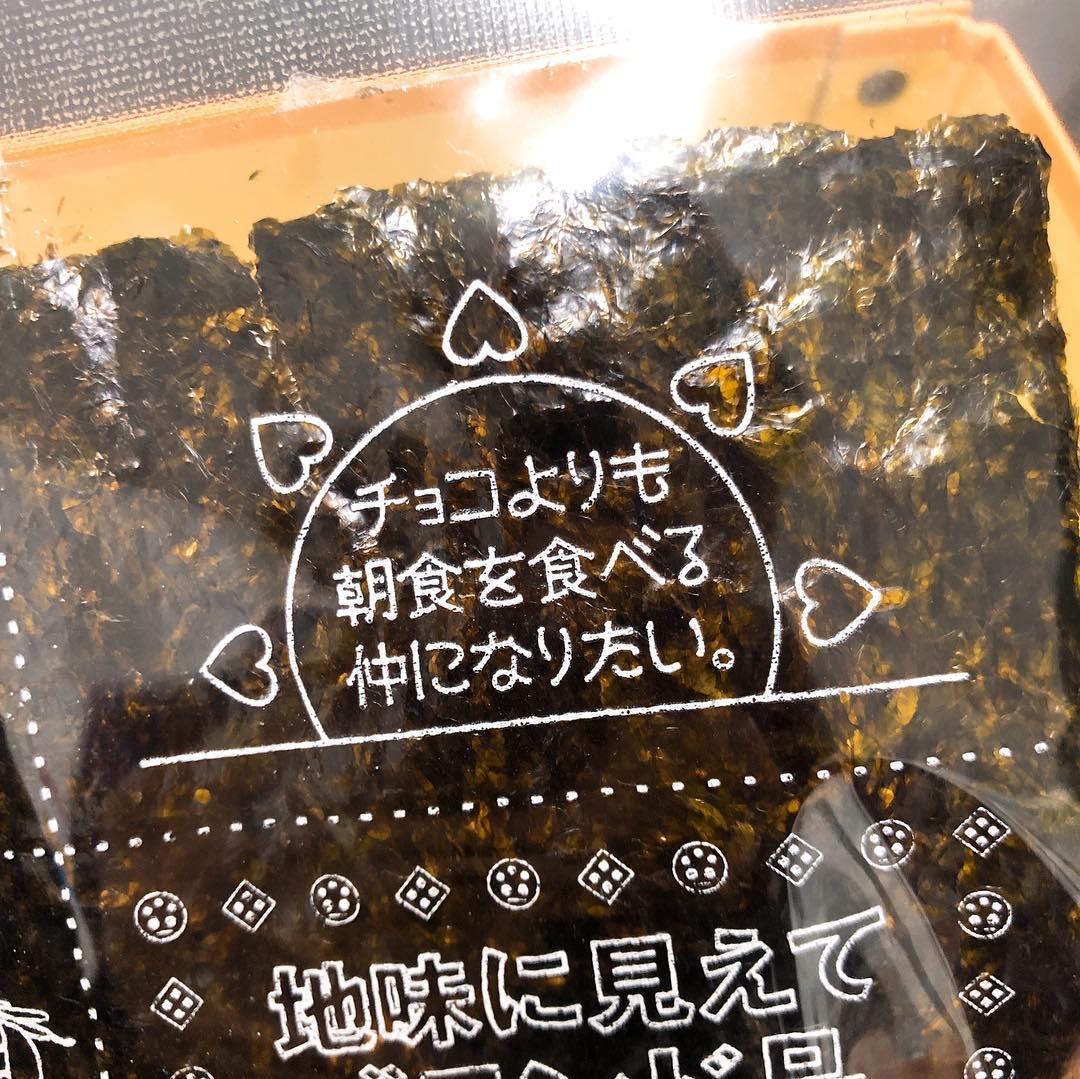 チョコよりも
朝食を食べる
仲になりたい。
地味に見えて